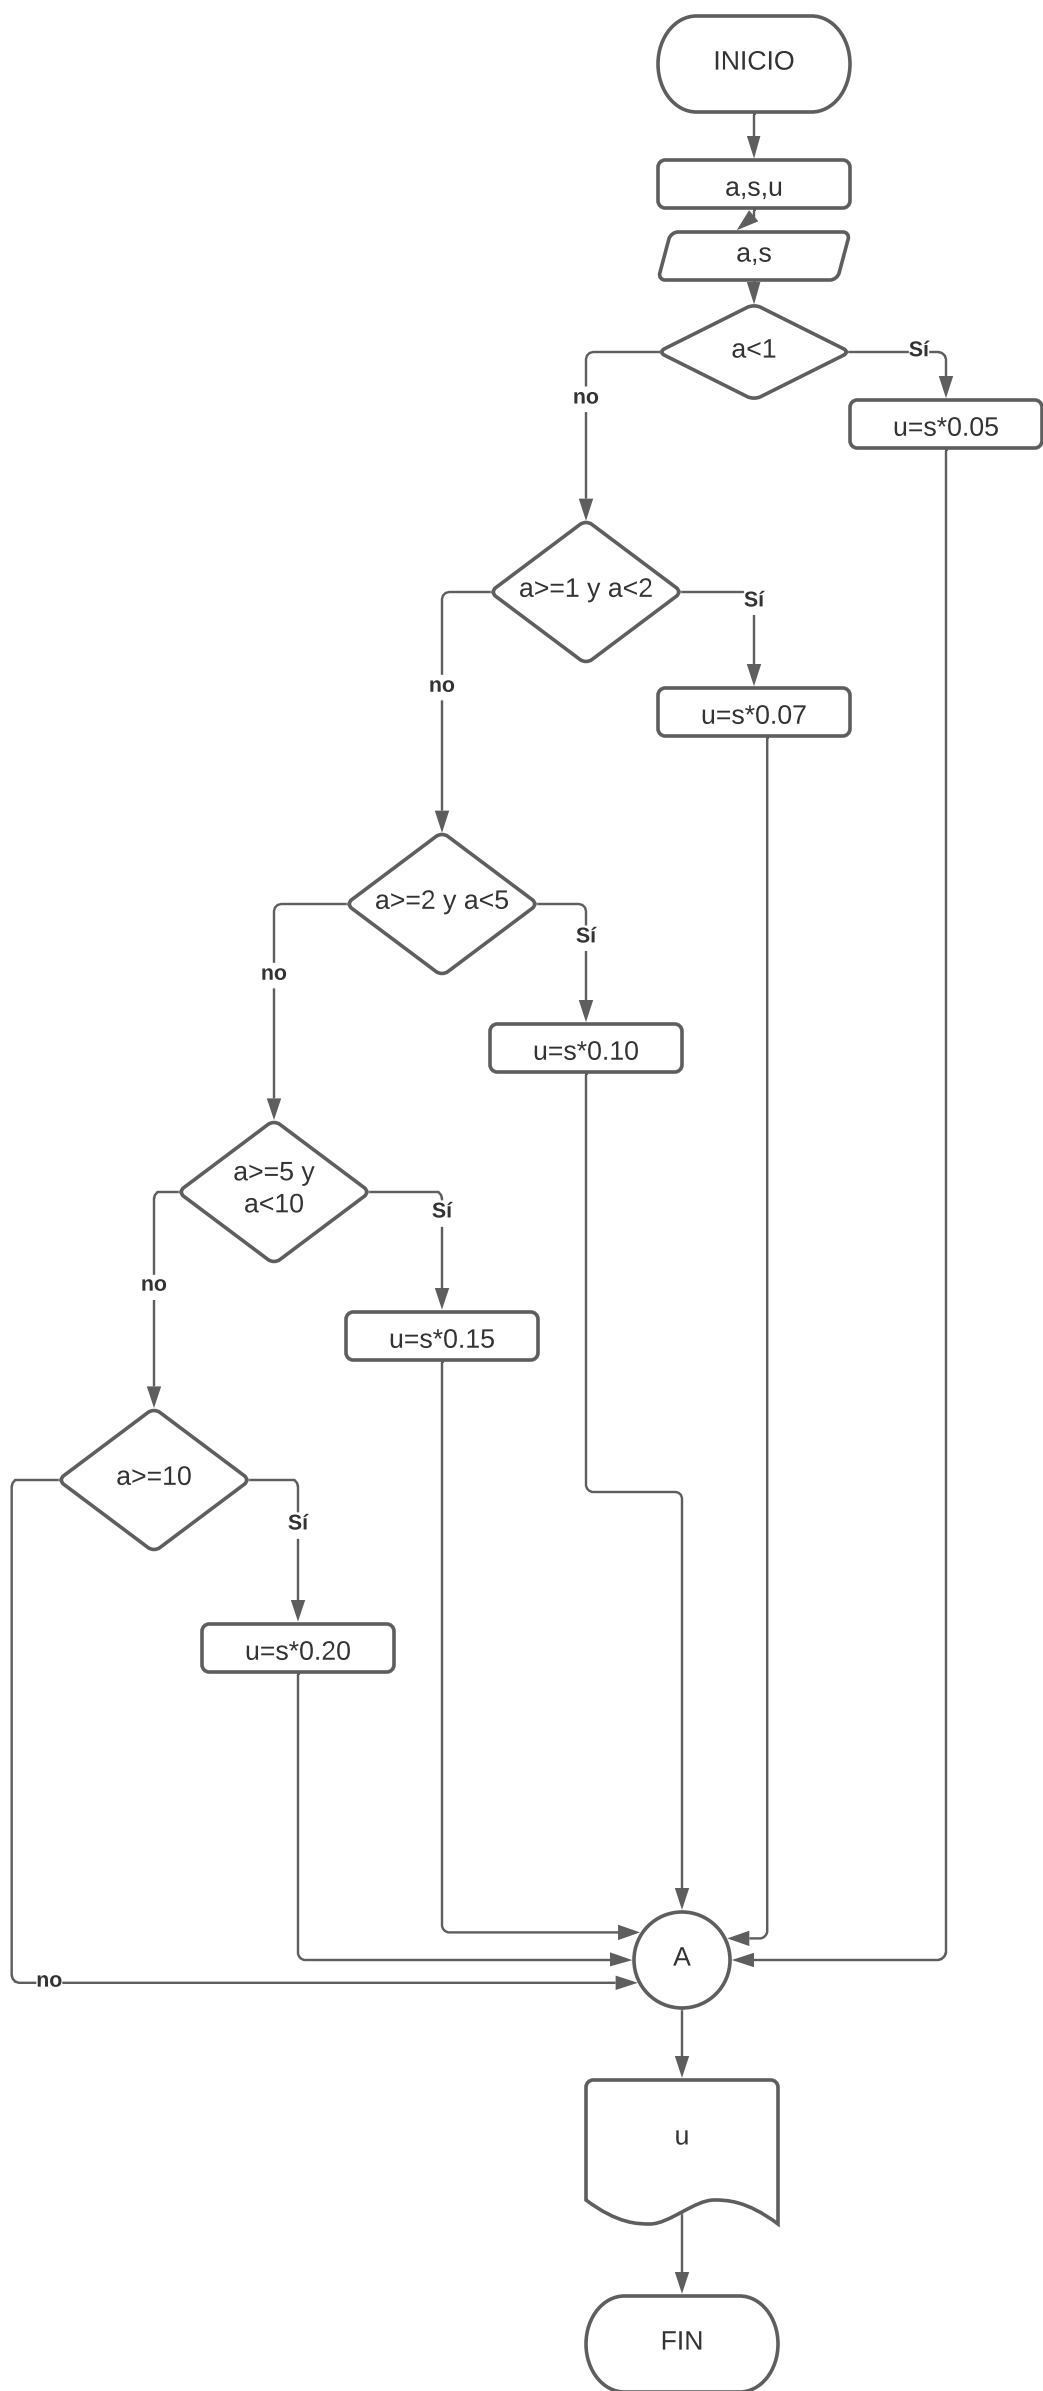 INICIO
a,s,u
a,s
a<1
Sí
no
u=s*0.05
a>=1 y a<2
Sí
no
u=s*0.07
a>=2 y a<5
Sí
no
u=s*0.10
a>=5 y
a<10
Sí
no
u=s*0.15
a>=10
Sí
u=s*0.20
A
no
u
FIN